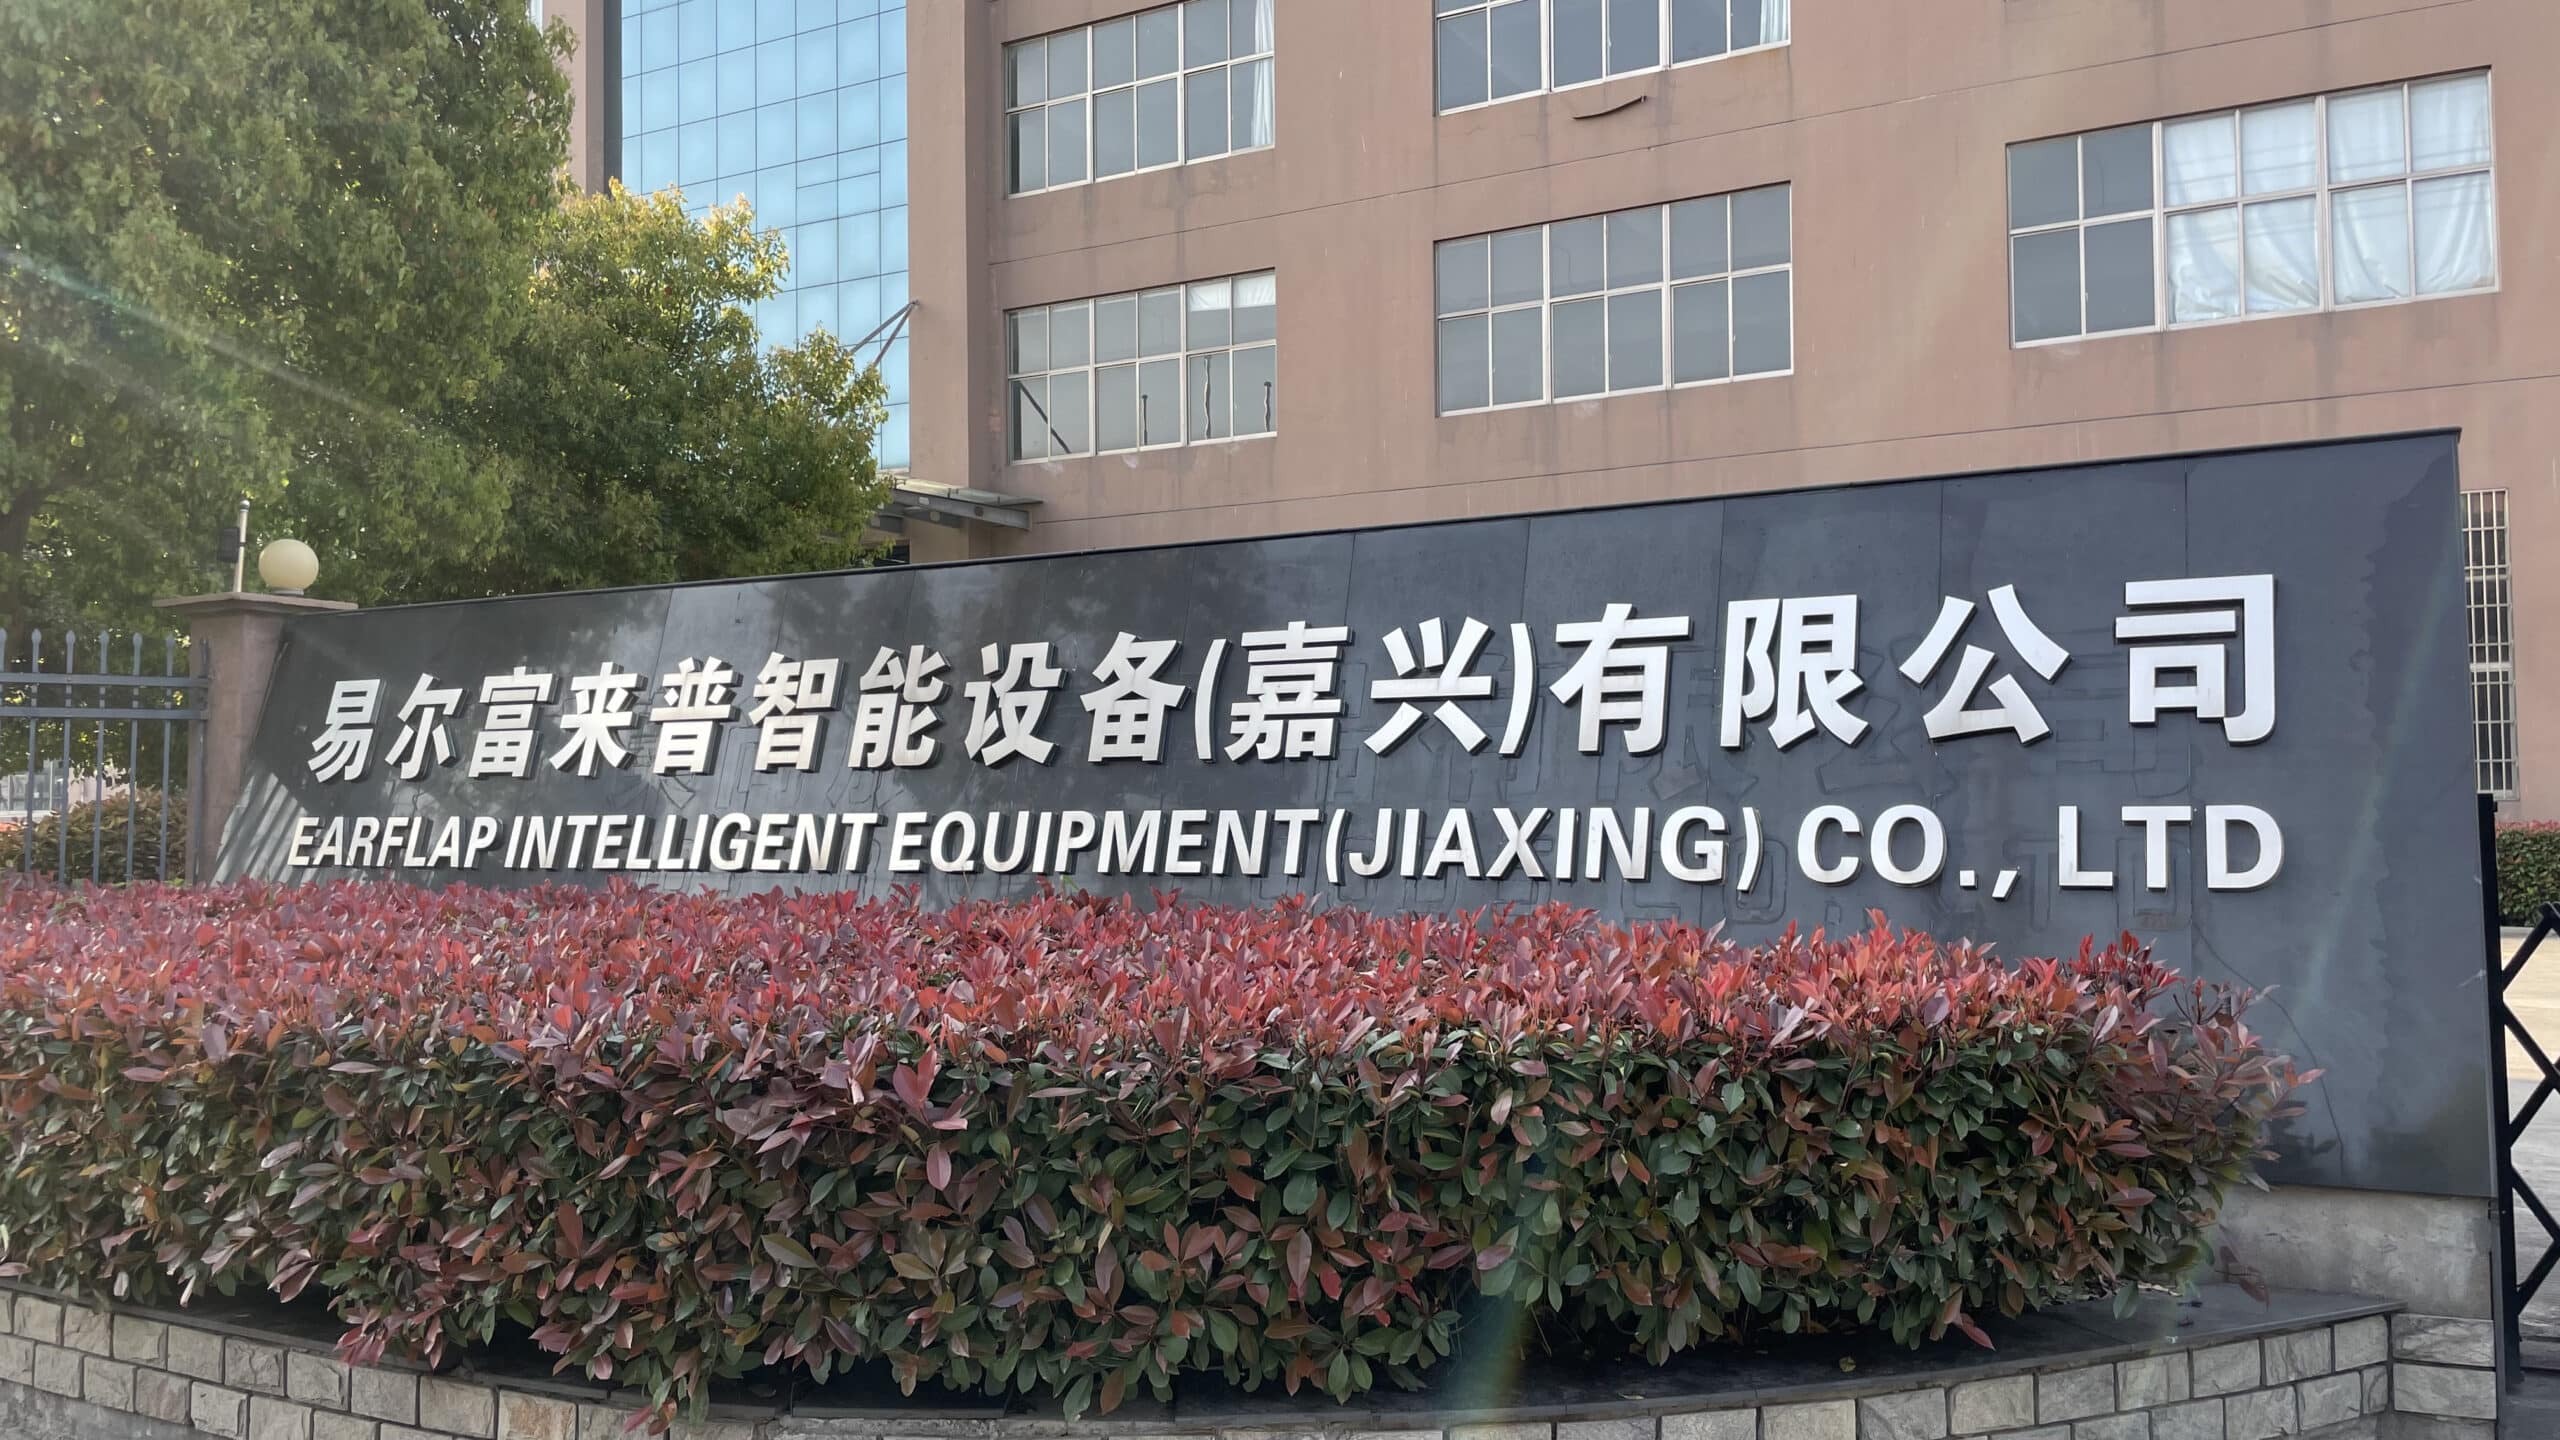 易尔富来普智能设备(嘉兴)有限公司
EARFLAP INTELLIGENT EQUIPMENT(JIAXING) CO., LTD